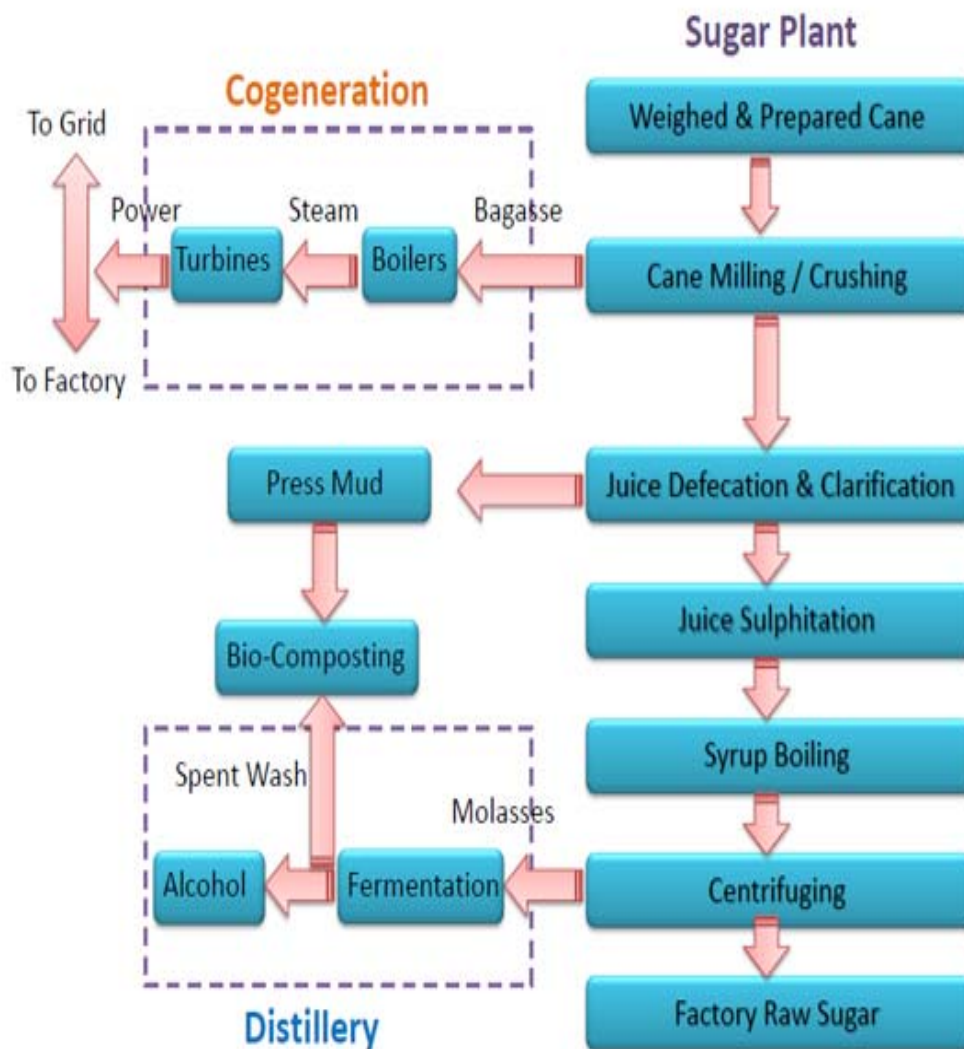 Sugar Plant
Cogeneration
Weighed & Prepared Cane
To Grid
Power
Steam
Bagasse
Turbines
Boilers
Cane Milling / Crushing
To Factory
Press Mud
Juice Defecation & Clarification
Juice Sulphitation
Bio-Composting
Syrup Boiling
Spent Wash
Molasses
Alcohol
Fermentation
Centrifuging
Factory Raw Sugar
Distillery